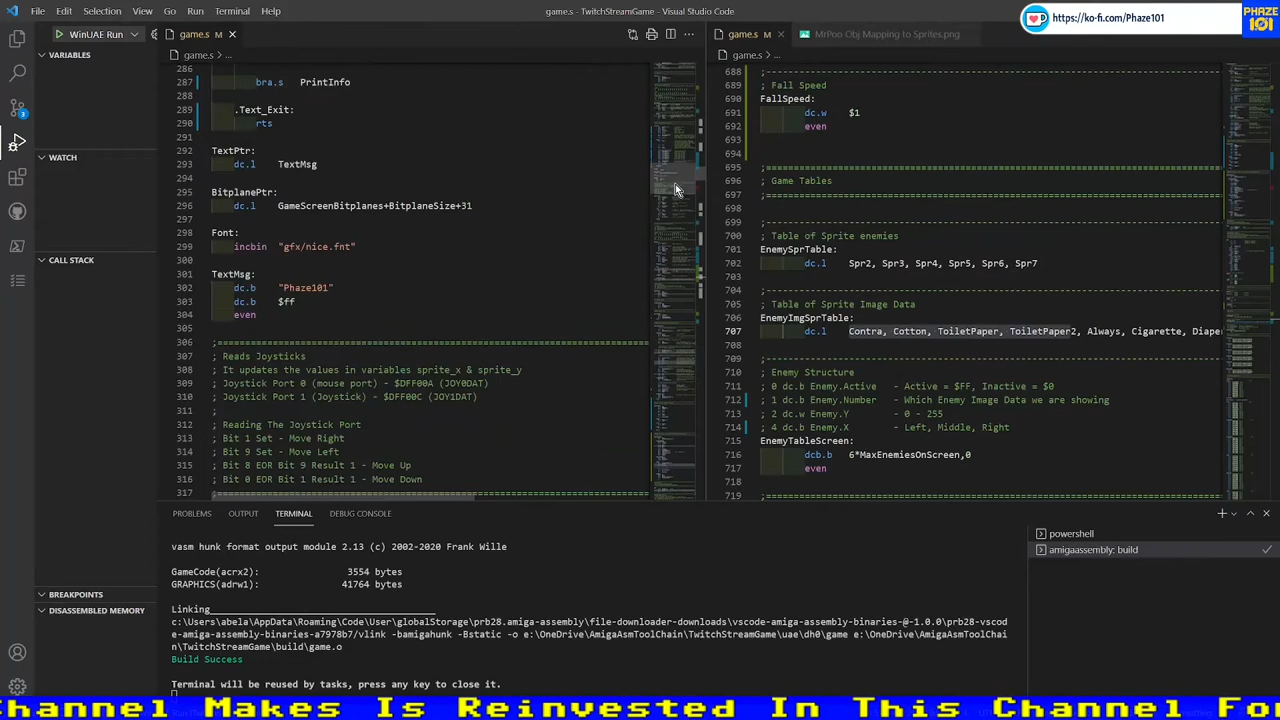 File Edit Selection View Go Run Terminal Help
game.s - TwitchStreamGame - Visual Studio Code
https://ko-fi.com/Phaze101
PHAZE
101
WinUAE Run
game.s M
game.s M
MrPoo Obj Mapping to Sprites.png
VARIABLES
WATCH
CALL STACK
BREAKPOINTS
DISASSEMBLED MEMORY
3
game.s > ...
286
287 bra.s PrintInfo
288
289 .Text_Exit:
290 rts
291
292 TextPtr:
293 dc.l TextMsg
294
295 BitplanePtr:
296 dc.l GameScreenBitplanes+BitplaneSize+31
297
298 Font:
299 incbin "gfx/nice.fnt"
300
301 TextMsg:
302 dc.b "Phaze101"
303 dc.b $ff
304 even
305
306 ;================================================
307 ; Reads Joysticks
308 ; It updates the values in variables sprite_x & sprite_y
309 ; Joystick Port 0 (mouse port) - $DFF00A (JOY0DAT)
310 ; Joystick Port 1 (Joystick) - $DFF00C (JOY1DAT)
311 ;
312 ; Reading The Joystick Port
313 ; Bit 1 Set - Move Right
314 ; Bit 9 Set - Move Left
315 ; Bit 8 EOR Bit 9 Result 1 - Move Up
316 ; Bit 0 EOR Bit 1 Result 1 - Move Down
317 ;================================================
game.s > ...
688 ;------------------------------------------------
689 ; Fall Speed
690 FallSpeed:
691 dc.w $1
692 even
693
694
695 ;================================================
696 ; Game Tables
697 ;================================================
698
699 ;------------------------------------------------
700 ; Table of Sprite enemies
701 EnemySprTable:
702 dc.l Spr2, Spr3, Spr4, Spr5, Spr6, Spr7
703
704 ;------------------------------------------------
705 ; Table of Sprite Image Data
706 EnemyImgSprTable:
707 dc.l Contra, Cotton, ToiletPaper, ToiletPaper2, Always, Cigarette, Diaper
708
709 ;------------------------------------------------
710 ; Enemy Structure
711 ; 0 dc.b Enemy.Active - Active = $FF, Inactive = $0
712 ; 1 dc.b Enemy.Number - Which Enemy Image Data we are showing
713 ; 2 dc.w Enemy.Y - 0 - 255
714 ; 4 dc.b Enemy.X - Left, Middle, Right
715 EnemyTableScreen:
716 dcb.b 6*MaxEnemiesOnScreen,0
717 even
718
719 ;================================================
PROBLEMS OUTPUT TERMINAL DEBUG CONSOLE
vasm hunk format output module 2.13 (c) 2002-2020 Frank Wille
GameCode(acrx2): 3554 bytes
GRAPHICS(adrw1): 41764 bytes
Linking
c:\Users\abela\AppData\Roaming\Code\User\globalStorage\prb28.amiga-assembly\file-downloader-downloads\vscode-amiga-assembly-binaries-@-1.0.0\prb28-vscod
e-amiga-assembly-binaries-a7978b7/vlink -bamigahunk -Bstatic -o e:\OneDrive\AmigaAsmToolChain\TwitchStreamGame\uae\dh0\game e:\OneDrive\AmigaAsmToolChai
n\TwitchStreamGame\build\game.o
Build Success
Terminal will be reused by tasks, press any key to close it.
powershell
amigaassembly: build
Channel Makes Is Reinvested In This Channel For